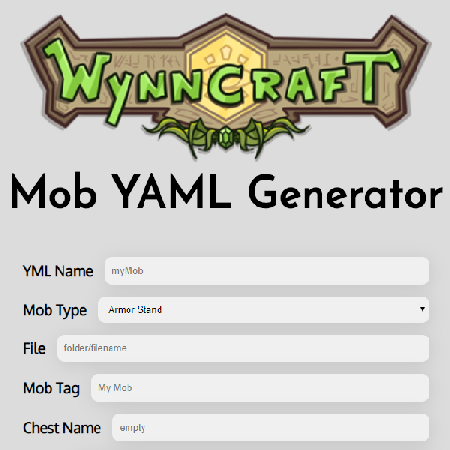 WYNNCRAFT
Mob YAML Generator
YML Name myMob
Mob Type Armor Stand
File folder/filename
Mob Tag My Mob
Chest Name empty